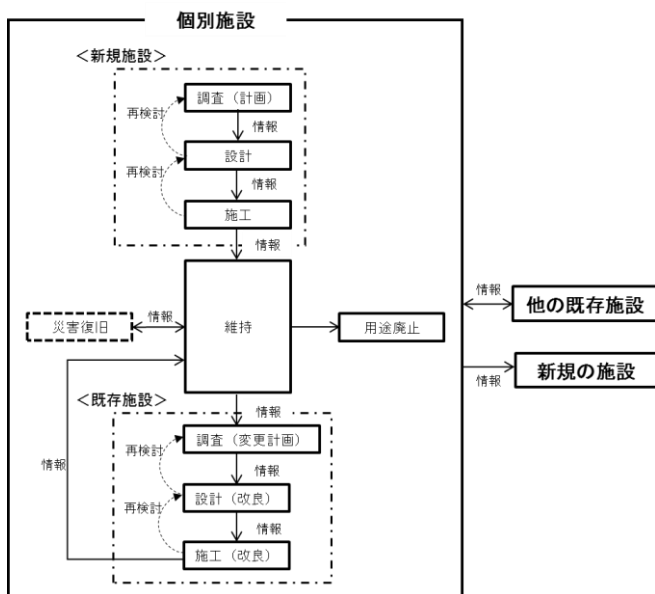 個別施設
＜新規施設＞
調査（計画）
再検討
情報
設計
再検討
情報
施工
情報
災害復旧
情報
維持
用途廃止
情報
他の既存施設
新規の施設
情報
＜既存施設＞
情報
調査（変更計画）
再検討
情報
情報
設計（改良）
再検討
情報
施工（改良）